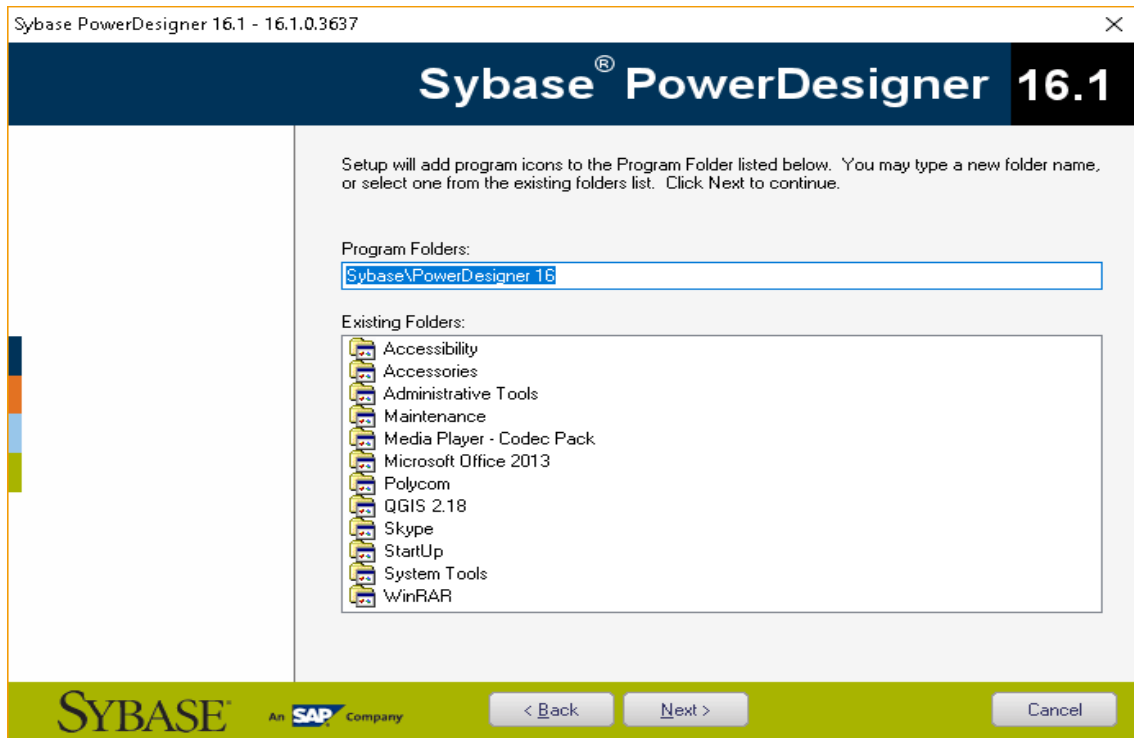 Sybase PowerDesigner 16.1 - 16.1.0.3637
Sybase® PowerDesigner 16.1
Setup will add program icons to the Program Folder listed below.  You may type a new folder name,
or select one from the existing folders list.  Click Next to continue.
Program Folders:
Sybase\PowerDesigner 16
Existing Folders:
Accessibility
Accessories
Administrative Tools
Maintenance
Media Player - Codec Pack
Microsoft Office 2013
Polycom
QGIS 2.18
Skype
StartUp
System Tools
WinRAR
SYBASE An SAP Company
< Back
Next >
Cancel